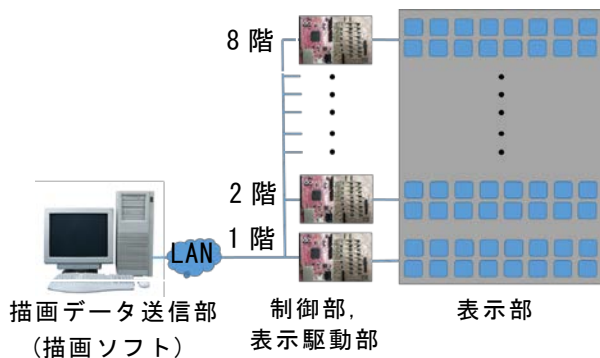 8階
2階
1階
LAN
描画データ送信部
(描画ソフト)
制御部,
表示駆動部
表示部